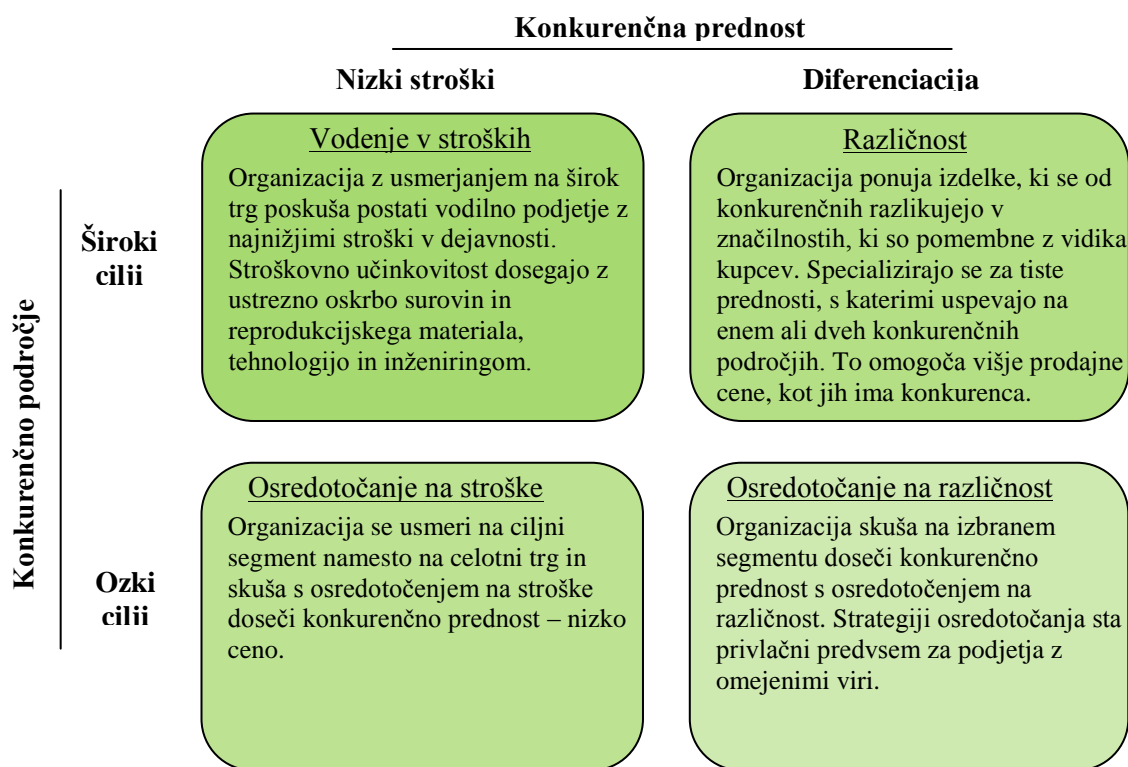 Konkurenčna prednost
Nizki stroški
Diferenciacija
Konkurenčno področje
Široki
cilji
Vodenje v stroških
Organizacija z usmerjanjem na širok
trg poskuša postati vodilno podjetje z
najnižjimi stroški v dejavnosti.
Stroškovno učinkovitost dosegajo z
ustrezno oskrbo surovin in
reprodukcijskega materiala,
tehnologijo in inženiringom.
Različnost
Organizacija ponuja izdelke, ki se od
konkurenčnih razlikujejo v
značilnostih, ki so pomembne z vidika
kupcev. Specializirajo se za tiste
prednosti, s katerimi uspevajo na
enem ali dveh konkurenčnih
področjih. To omogoča višje prodajne
cene, kot jih ima konkurenca.
Ozki
cilji
Osredotočanje na stroške
Organizacija se usmeri na ciljni
segment namesto na celotni trg in
skuša s osredotočenjem na stroške
doseči konkurenčno prednost – nizko
ceno.
Osredotočanje na različnost
Organizacija skuša na izbranem
segmentu doseči konkurenčno
prednost s osredotočenjem na
različnost. Strategiji osredotočanja sta
privlačni predvsem za podjetja z
omejenimi viri.